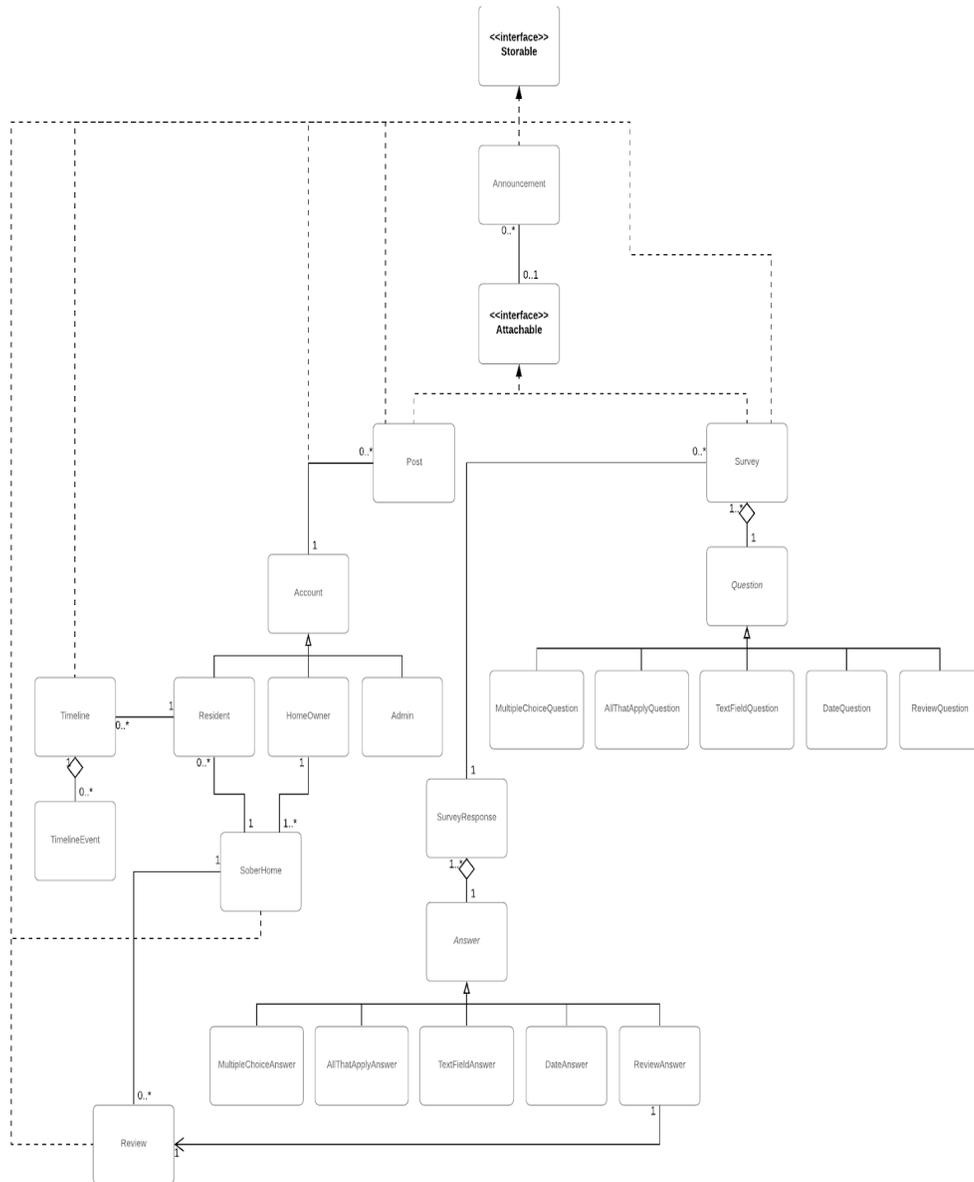 <<interface>>
Storable
Announcement
0..*
0..1
<<interface>>
Attachable
0..*
Post
0..*
Survey
1..*
1
1
Account
Question
Timeline
1
0..*
Resident
HomeOwner
Admin
MultipleChoiceQuestion
AllThatApplyQuestion
TextFieldQuestion
DateQuestion
ReviewQuestion
1
0..*
0..*
1
1
1..*
TimelineEvent
1
SurveyResponse
1
SoberHome
1..*
1
Answer
MultipleChoiceAnswer
AllThatApplyAnswer
TextFieldAnswer
DateAnswer
ReviewAnswer
0..*
1
Review
1